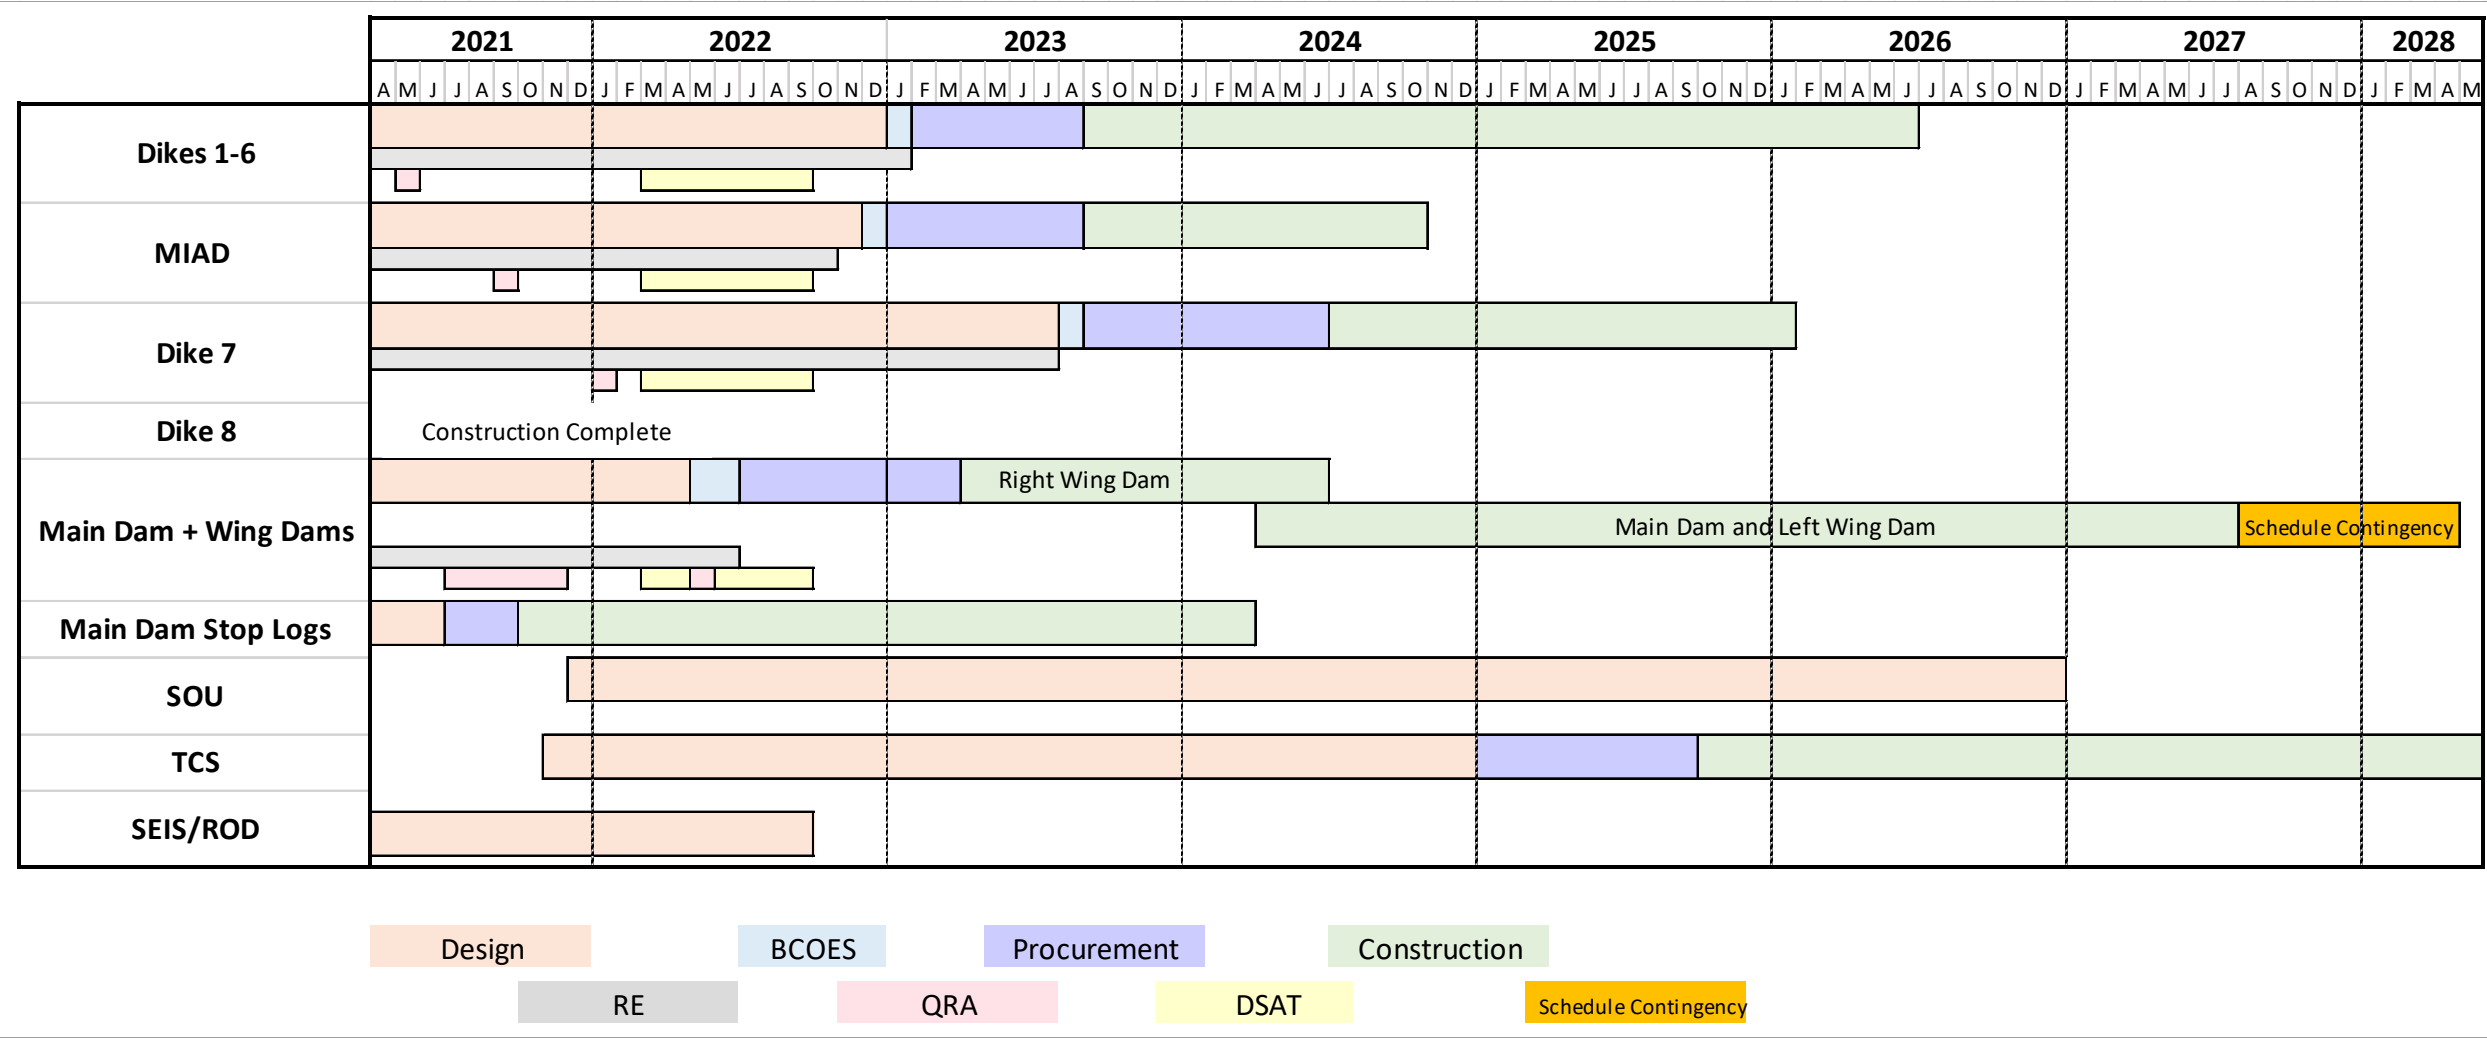 2021 2022 2023 2024 2025 2026 2027 2028
A M J J A S O N D J F M A M J J A S O N D J F M A M J J A S O N D J F M A M J J A S O N D J F M A M J J A S O N D J F M A M J J A S O N D J F M A M J J A S O N D J F M A M
Dikes 1-6
MIAD
Dike 7
Dike 8 Construction Complete
Right Wing Dam
Main Dam + Wing Dams Main Dam and Left Wing Dam Schedule Contingency
Main Dam Stop Logs
SOU
TCS
SEIS/ROD
Design BCOES Procurement Construction
RE QRA DSAT Schedule Contingency